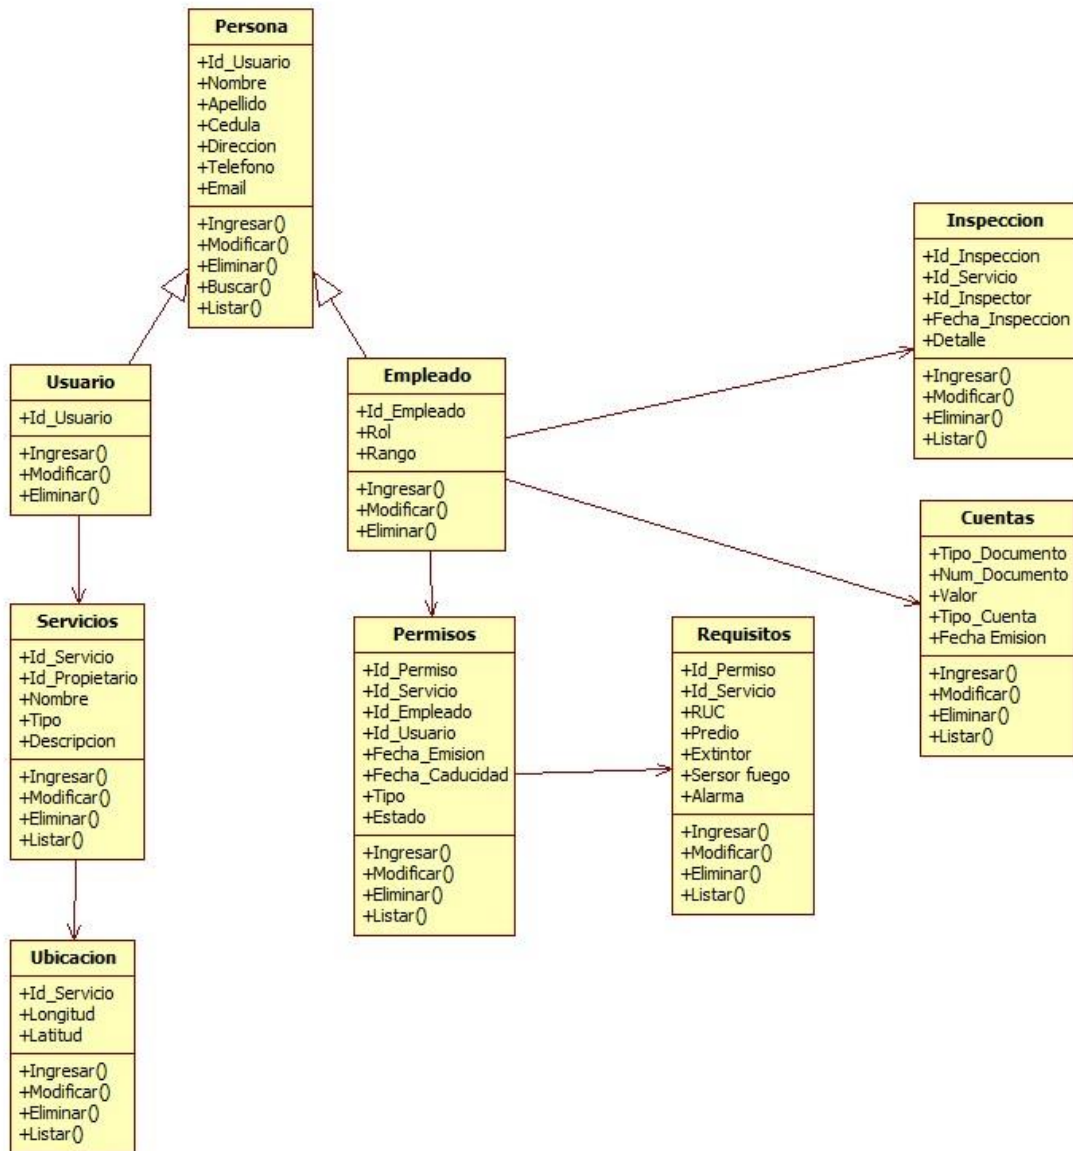 Persona
+Id_Usuario
+Nombre
+Apellido
+Cedula
+Direccion
+Telefono
+Email
+Ingresar()
+Modificar()
+Eliminar()
+Buscar()
+Listar()
Usuario
+Id_Usuario
+Ingresar()
+Modificar()
+Eliminar()
Empleado
+Id_Empleado
+Rol
+Rango
+Ingresar()
+Modificar()
+Eliminar()
Inspeccion
+Id_Inspeccion
+Id_Servicio
+Id_Inspector
+Fecha_Inspeccion
+Detalle
+Ingresar()
+Modificar()
+Eliminar()
+Listar()
Cuentas
+Tipo_Documento
+Num_Documento
+Valor
+Tipo_Cuenta
+Fecha Emision
+Ingresar()
+Modificar()
+Eliminar()
+Listar()
Servicios
+Id_Servicio
+Id_Propietario
+Nombre
+Tipo
+Descripcion
+Ingresar()
+Modificar()
+Eliminar()
+Listar()
Permisos
+Id_Permiso
+Id_Servicio
+Id_Empleado
+Id_Usuario
+Fecha_Emision
+Fecha_Caducidad
+Tipo
+Estado
+Ingresar()
+Modificar()
+Eliminar()
+Listar()
Requisitos
+Id_Permiso
+Id_Servicio
+RUC
+Predio
+Extintor
+Sersor fuego
+Alarma
+Ingresar()
+Modificar()
+Eliminar()
+Listar()
Ubicacion
+Id_Servicio
+Longitud
+Latitud
+Ingresar()
+Modificar()
+Eliminar()
+Listar()